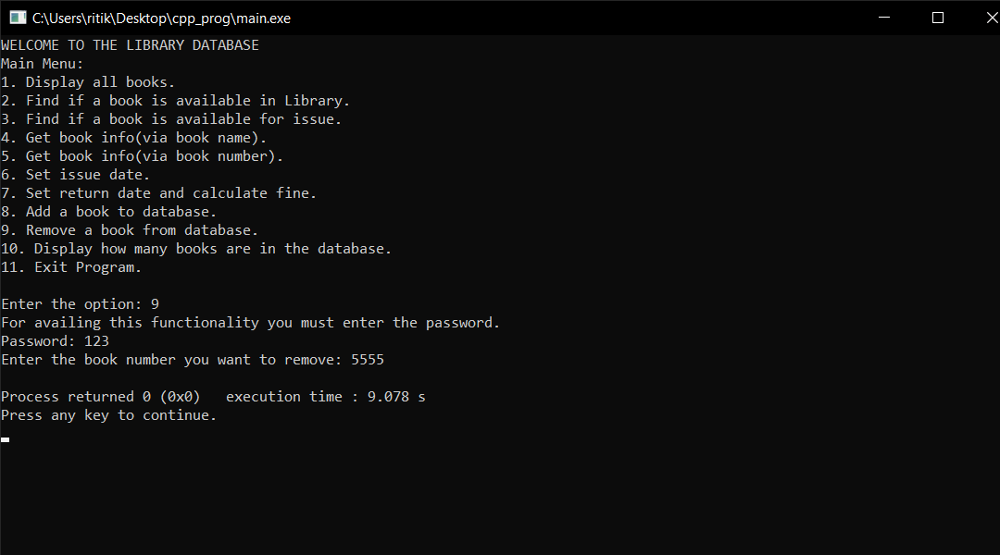 C:\Users\ritik\Desktop\cpp_prog\main.exe
WELCOME TO THE LIBRARY DATABASE
Main Menu:
1. Display all books.
2. Find if a book is available in Library.
3. Find if a book is available for issue.
4. Get book info(via book name).
5. Get book info(via book number).
6. Set issue date.
7. Set return date and calculate fine.
8. Add a book to database.
9. Remove a book from database.
10. Display how many books are in the database.
11. Exit Program.
Enter the option: 9
For availing this functionality you must enter the password.
Password: 123
Enter the book number you want to remove: 5555
Process returned 0 (0x0)   execution time : 9.078 s
Press any key to continue.